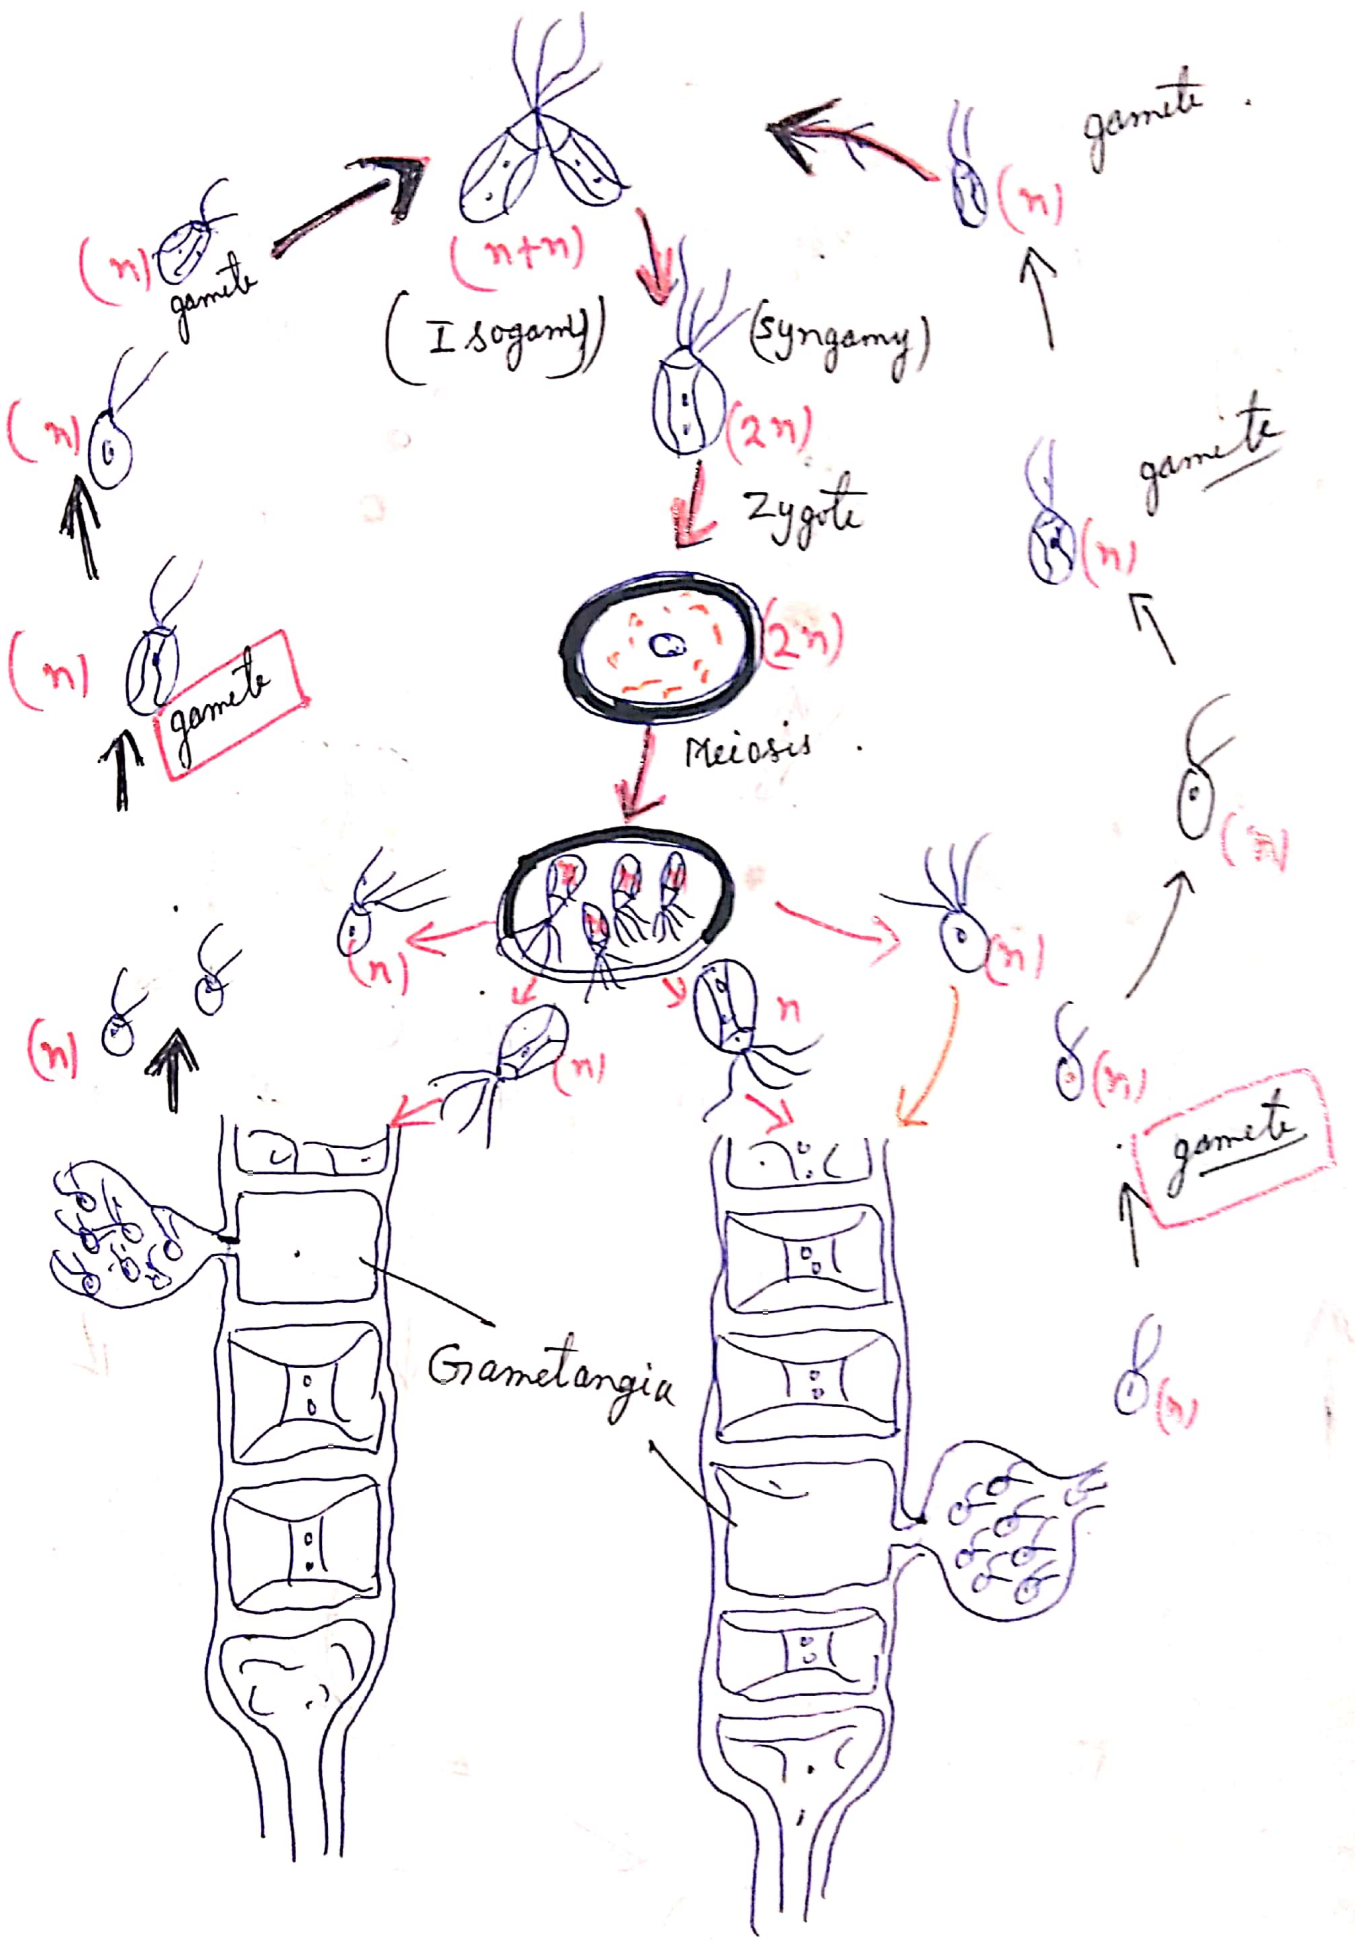 gamete
(n)
(n)
gamete
(n+n)
(Isogamy)
(syngamy)
(2n)
Zygote
(n)
gamete
(n)
(n)
gamete
(2n)
Meiosis
(n)
(n)
(n)
(n)
n
(n)
(n)
(n)
gamete
Gametangia
(n)